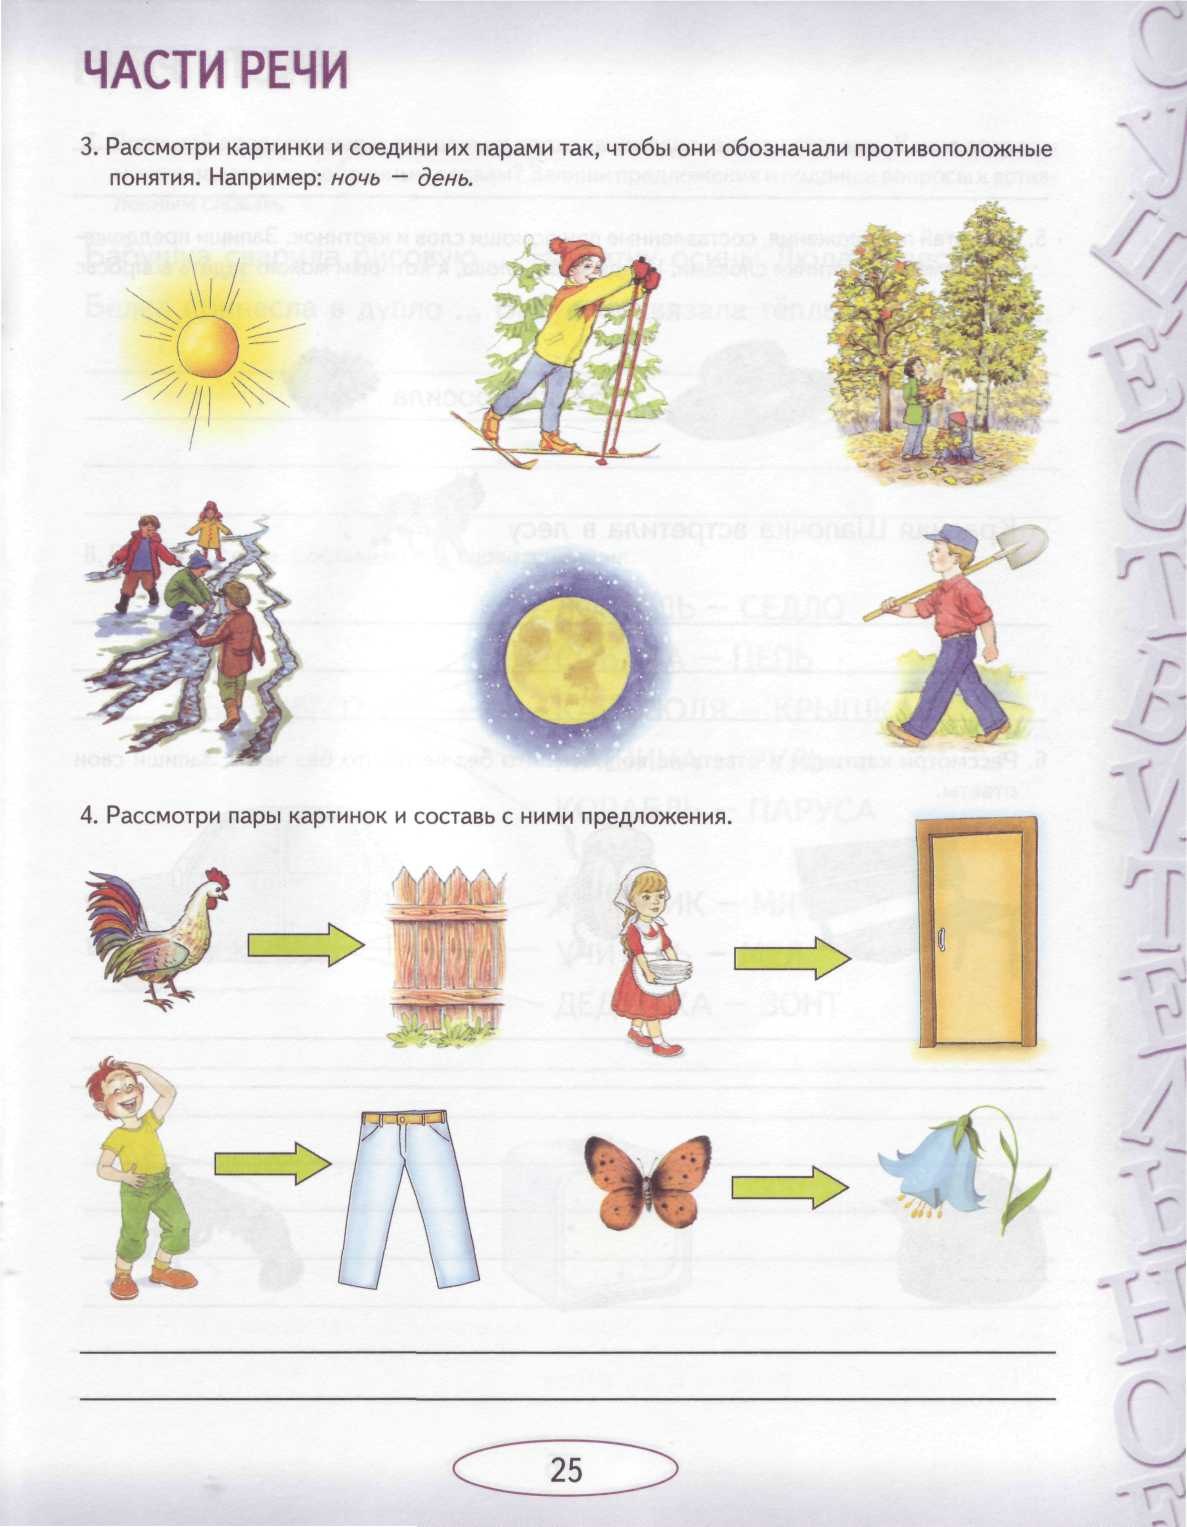 ЧАСТИ РЕЧИ
3. Рассмотри картинки и соедини их парами так, чтобы они обозначали противоположные
понятия. Например: ночь — день.
4. Рассмотри пары картинок и составь с ними предложения.
25
СУЩЕСТВИТЕЛЬНОЕ